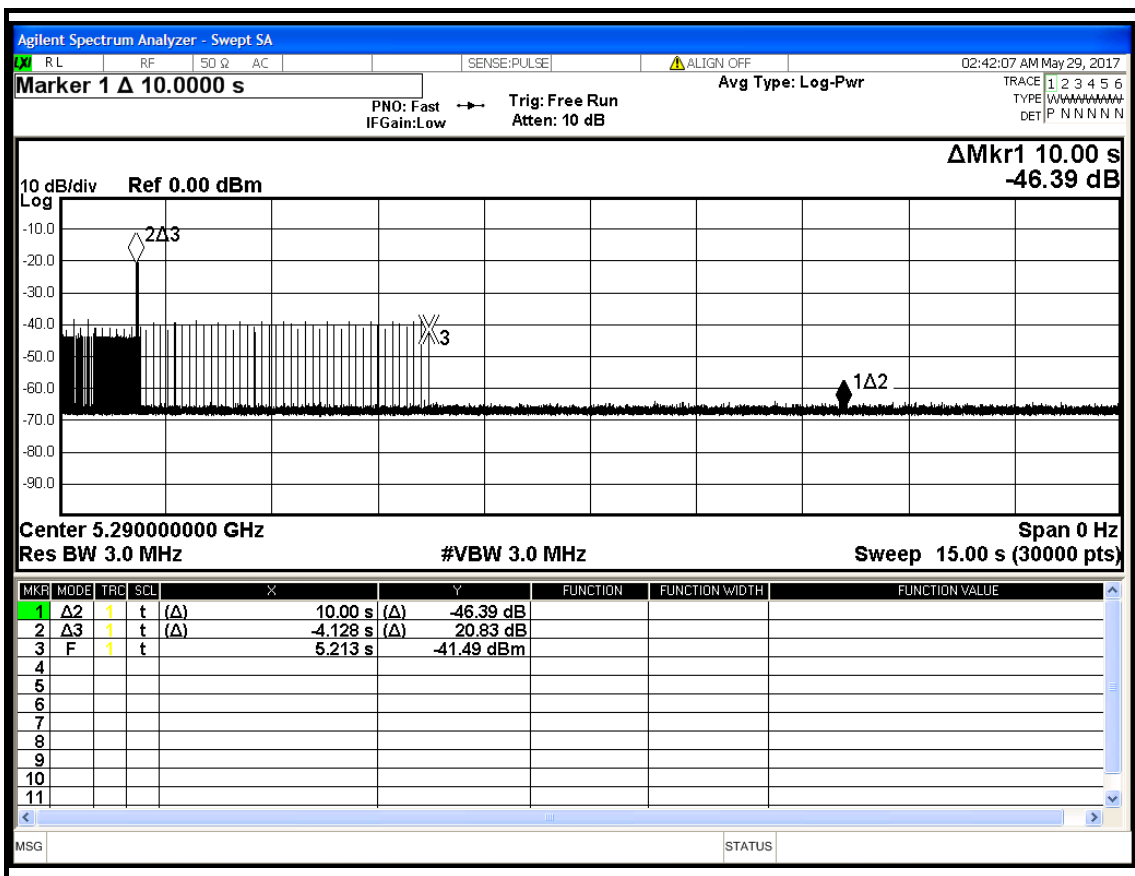 Agilent Spectrum Analyzer - Swept SA
LXI RL RF 50 Ω AC SENSE:PULSE ALIGN OFF 02:42:07 AM May 29, 2017
Marker 1 Δ 10.0000 s
PNO: Fast
IFGain:Low
Trig: Free Run
Atten: 10 dB
Avg Type: Log-Pwr
TRACE 1 2 3 4 5 6
TYPE
DET P N N N N N
ΔMkr1 10.00 s
-46.39 dB
10 dB/div Ref 0.00 dBm
Log
-10.0
2Δ3
-20.0
-30.0
-40.0
3
-50.0
-60.0
1Δ2
-70.0
-80.0
-90.0
Center 5.290000000 GHz Span 0 Hz
Res BW 3.0 MHz #VBW 3.0 MHz Sweep 15.00 s (30000 pts)
MKR MODE TRC SCL X Y FUNCTION FUNCTION WIDTH FUNCTION VALUE
1 Δ2 1 t (Δ) 10.00 s (Δ) -46.39 dB
2 Δ3 1 t (Δ) -4.128 s (Δ) 20.83 dB
3 F 1 t 5.213 s -41.49 dBm
4
5
6
7
8
9
10
11
MSG STATUS